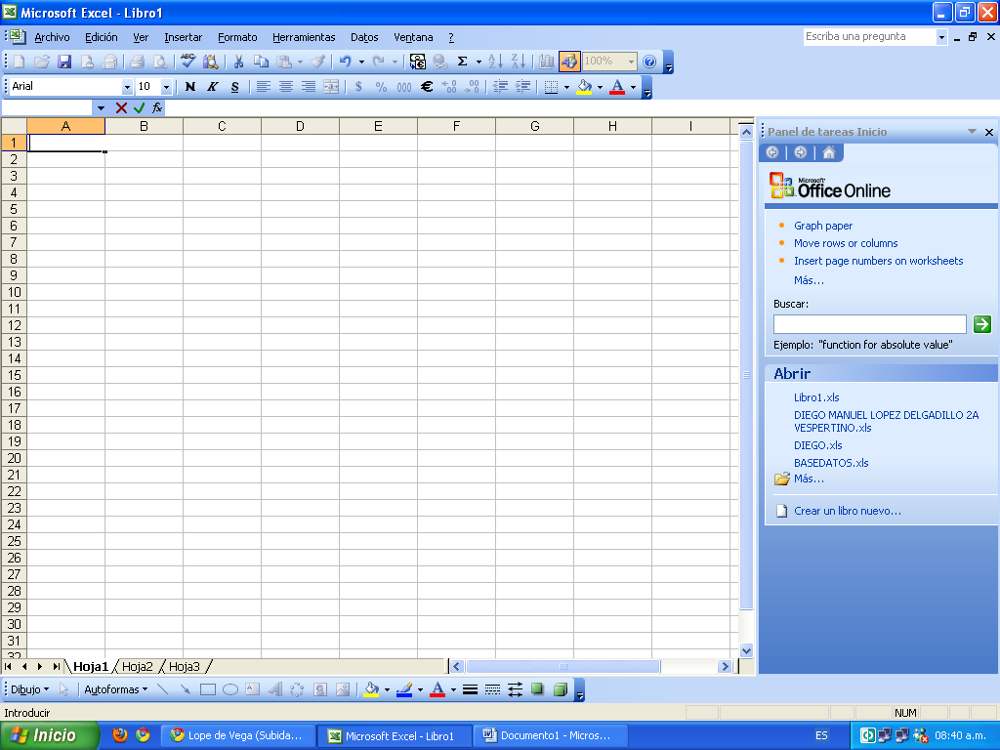 Microsoft Excel - Libro1
Archivo Edición Ver Insertar Formato Herramientas Datos Ventana ? Escriba una pregunta
100%
Arial 10 N K S $ % 000 €
fx
A B C D E F G H I
1
2
3
4
5
6
7
8
9
10
11
12
13
14
15
16
17
18
19
20
21
22
23
24
25
26
27
28
29
30
31
32
Panel de tareas Inicio
Microsoft
Office Online
Graph paper
Move rows or columns
Insert page numbers on worksheets
Más...
Buscar:
Ejemplo: "function for absolute value"
Abrir
Libro1.xls
DIEGO MANUEL LOPEZ DELGADILLO 2A
VESPERTINO.xls
DIEGO.xls
BASEDATOS.xls
Más...
Crear un libro nuevo...
Hoja1 Hoja2 Hoja3
Dibujo Autoformas
Introducir NUM
Inicio Lope de Vega (Subida... Microsoft Excel - Libro1 Documento1 - Micros... ES 08:40 a.m.